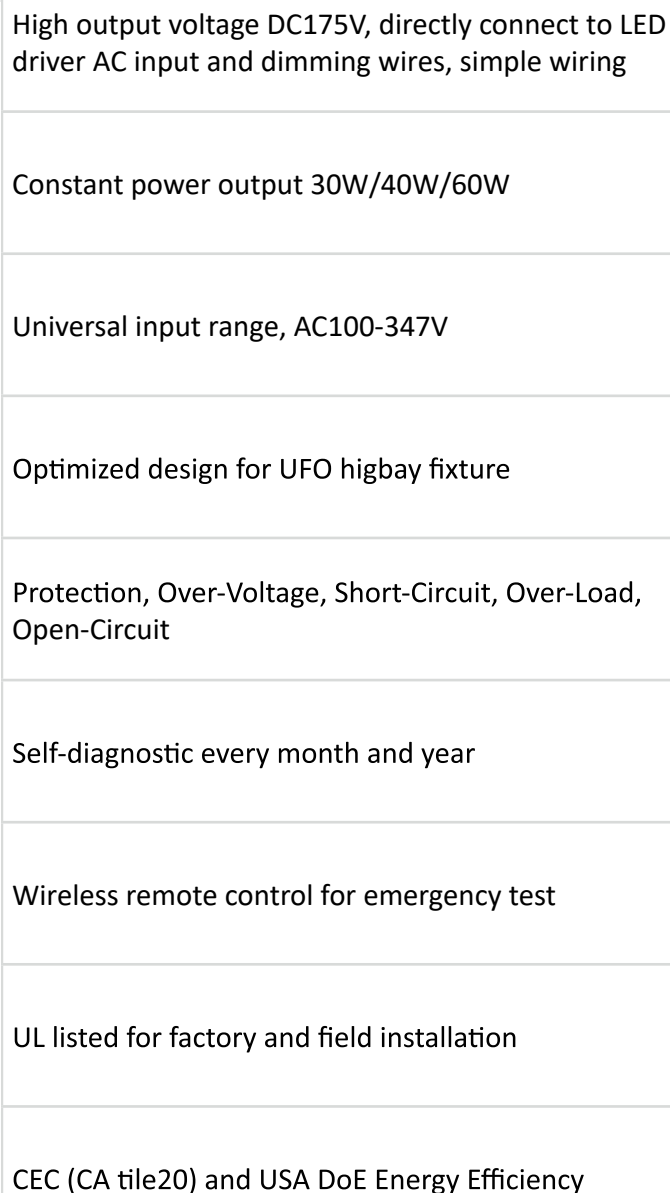 High output voltage DC175V, directly connect to LED
driver AC input and dimming wires, simple wiring
Constant power output 30W/40W/60W
Universal input range, AC100-347V
Optimized design for UFO higbay fixture
Protection, Over-Voltage, Short-Circuit, Over-Load,
Open-Circuit
Self-diagnostic every month and year
Wireless remote control for emergency test
UL listed for factory and field installation
CEC (CA tile20) and USA DoE Energy Efficiency